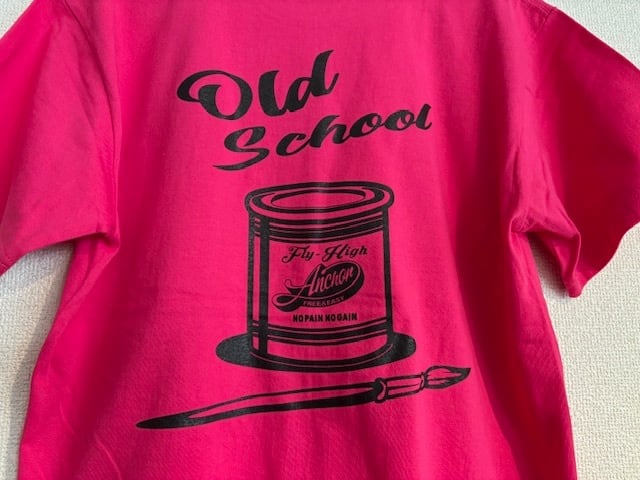 Old
School
Fly-High
Anchor
FREE&EASY
NO PAIN NO GAIN